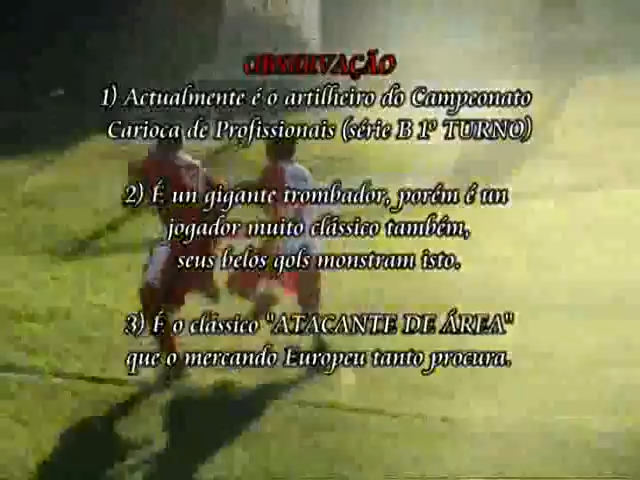 OBSERVAÇÃO
1) Actualmente é o artilheiro do Campeonato
Carioca de Profissionais (série B 1º TURNO)
2) É un gigante trombador, porém é un
jogador muito clássico também,
seus belos gols monstram isto.
3) É o clássico "ATACANTE DE ÁREA"
que o mercando Europeu tanto procura.